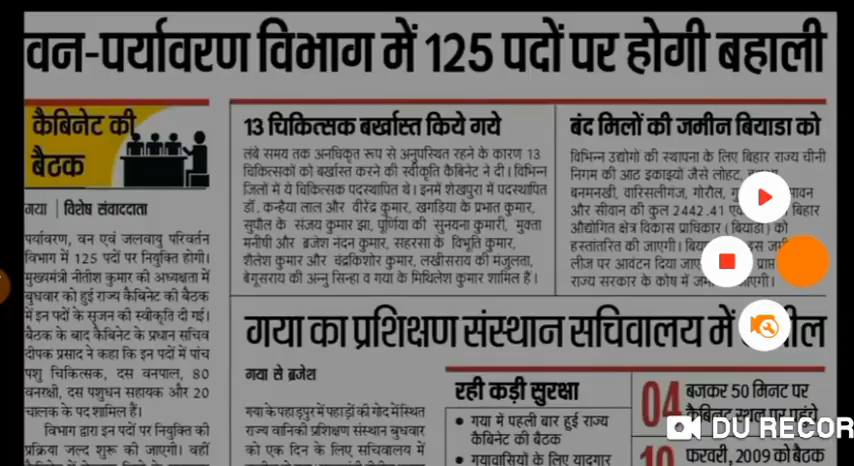 वन-पर्यावरण विभाग में 125 पदों पर होगी बहाली
कैबिनेट की
बैठक
गया | विशेष संवाददाता
पर्यावरण, वन एवं जलवायु परिवर्तन
विभाग में 125 पदों पर नियुक्ति होगी।
मुख्यमंत्री नीतीश कुमार की अध्यक्षता में
बुधवार को हुई राज्य कैबिनेट की बैठक
में इन पदों के सृजन की स्वीकृति दी गई।
बैठक के बाद कैबिनेट के प्रधान सचिव
दीपक प्रसाद ने कहा कि इन पदों में पांच
पशु चिकित्सक, दस वनपाल, 80
वनरक्षी, दस पशुधन सहायक और 20
चालक के पद शामिल हैं।
विभाग द्वारा इन पदों पर नियुक्ति की
प्रक्रिया जल्द शुरू की जाएगी। वहीं
13 चिकित्सक बर्खास्त किये गये
लंबे समय तक अनधिकृत रूप से अनुपस्थित रहने के कारण 13
चिकित्सकों को बर्खास्त करने की स्वीकृति कैबिनेट ने दी। विभिन्न
जिलों में ये चिकित्सक पदस्थापित थे। इनमें शेखपुरा में पदस्थापित
डॉ. कन्हैया लाल और वीरेंद्र कुमार, खगड़िया के प्रभात कुमार,
सुपौल के संजय कुमार झा, पूर्णिया की सुनयना कुमारी, मुक्ता
मनीषी और ब्रजेश नंदन कुमार, सहरसा के विभूति कुमार,
शैलेश कुमार और चंद्रकिशोर कुमार, लखीसराय की मंजुलता,
बेगूसराय की अन्नु सिन्हा व गया के मिथिलेश कुमार शामिल हैं।
बंद मिलों की जमीन बियाडा को
विभिन्न उद्योगों की स्थापना के लिए बिहार राज्य चीनी
निगम की आठ इकाइयों जैसे लोहट,
बनमनखी, वारिसलीगंज, गोरौल,
और सीवान की कुल 2442.41 बिहार
औद्योगिक क्षेत्र विकास प्राधिकार (बियाडा) को
हस्तांतरित की जाएगी।
लीज पर आवंटन दिया
राज्य सरकार के कोष में
गया का प्रशिक्षण संस्थान सचिवालय में
गया से ब्रजेश
गया के पहाड़पुर में पहाड़ों की गोद में स्थित
राज्य वानिकी प्रशिक्षण संस्थान बुधवार
को एक दिन के लिए सचिवालय में
रही कड़ी सुरक्षा
• गया में पहली बार हुई राज्य
कैबिनेट की बैठक
• गयावासियों के लिए यादगार
04 बजकर 50 मिनट पर
कैबिनेट स्थल पर पहुंचे
फरवरी, 2009 को बैठक
DU RECOR